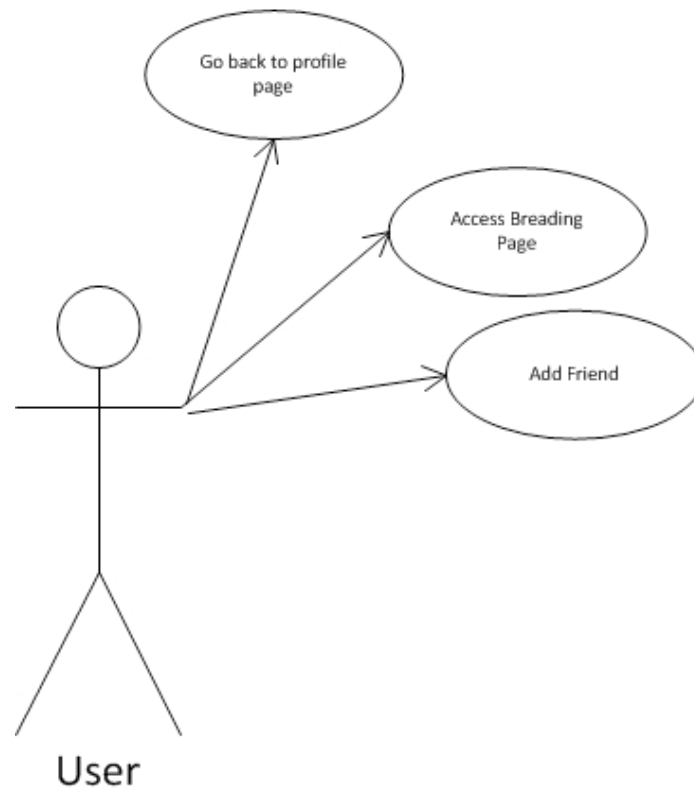 Go back to profile
page
Access Breading
Page
Add Friend
User